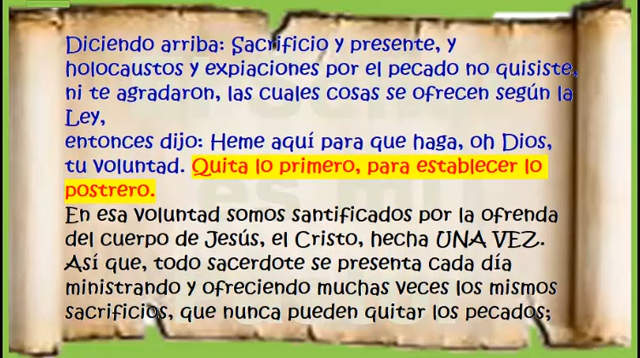 Diciendo arriba: Sacrificio y presente, y
holocaustos y expiaciones por el pecado no quisiste,
ni te agradaron, las cuales cosas se ofrecen según la
Ley,
entonces dijo: Heme aquí para que haga, oh Dios,
tu voluntad. Quita lo primero, para establecer lo
postrero.
En esa voluntad somos santificados por la ofrenda
del cuerpo de Jesús, el Cristo, hecha UNA VEZ.
Así que, todo sacerdote se presenta cada día
ministrando y ofreciendo muchas veces los mismos
sacrificios, que nunca pueden quitar los pecados;